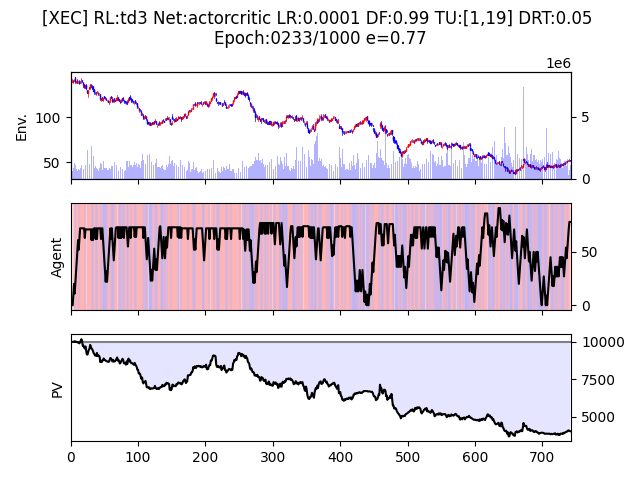 [XEC] RL:td3 Net:actorcritic LR:0.0001 DF:0.99 TU:[1,19] DRT:0.05
Epoch:0233/1000 e=0.77
1e6
Env.
100
50
5
0
Agent
50
0
PV
10000
7500
5000
0 100 200 300 400 500 600 700